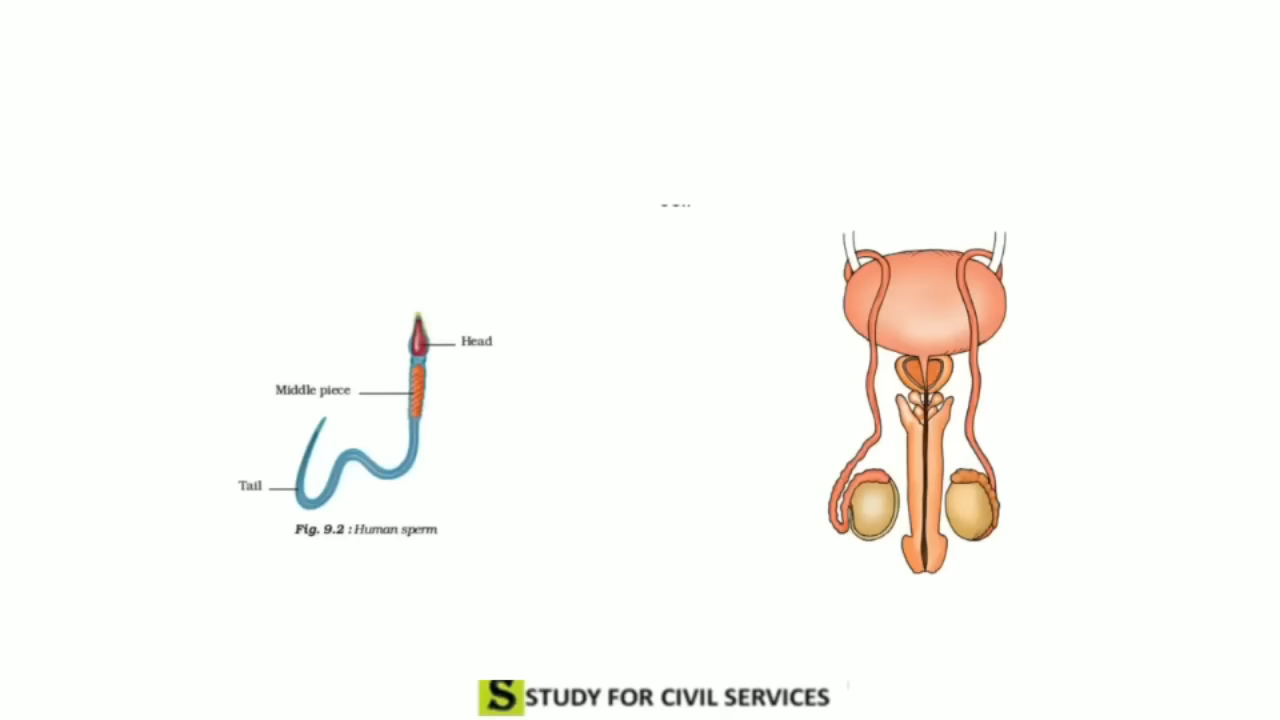 Head
Middle piece
Tail
Fig. 9.2 : Human sperm
S STUDY FOR CIVIL SERVICES